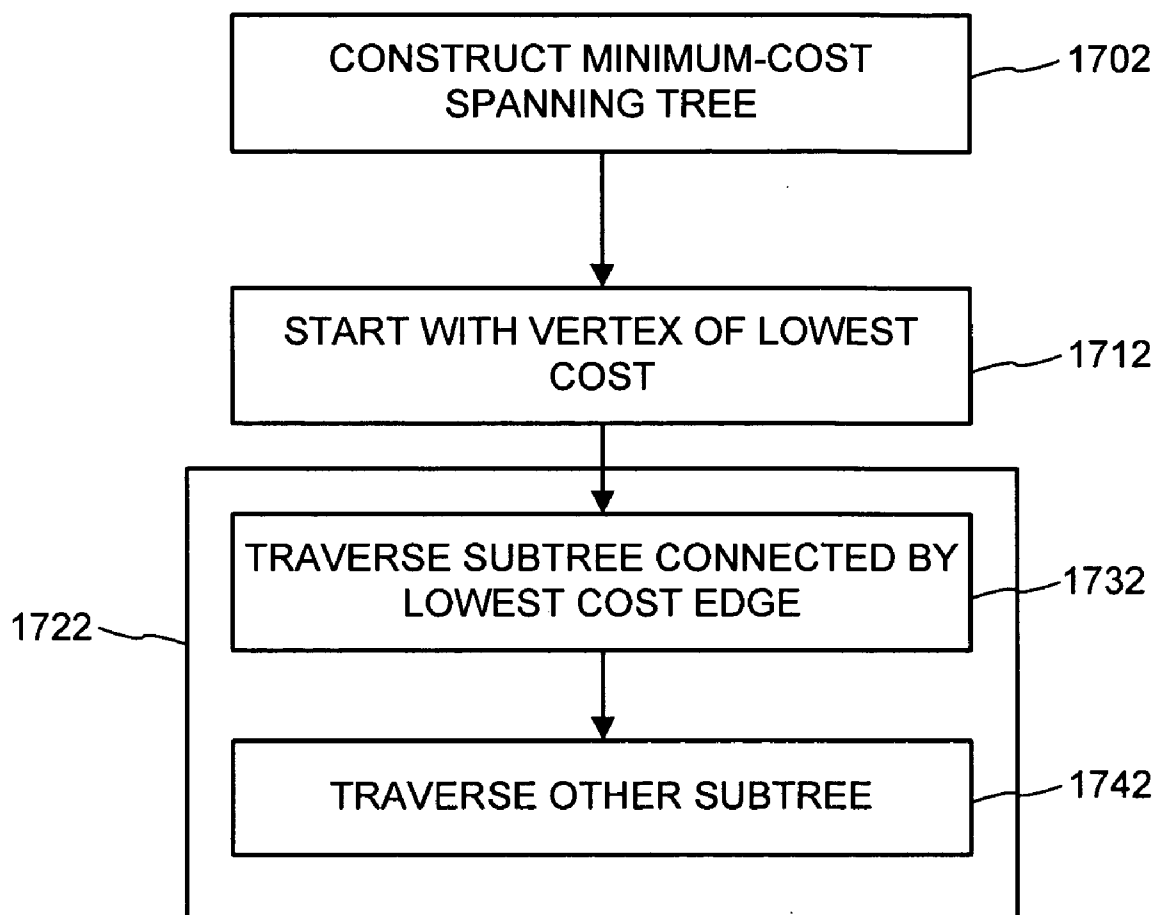 CONSTRUCT MINIMUM-COST
SPANNING TREE
1702
START WITH VERTEX OF LOWEST
COST
1712
TRAVERSE SUBTREE CONNECTED BY
LOWEST COST EDGE
1732
1722
TRAVERSE OTHER SUBTREE
1742